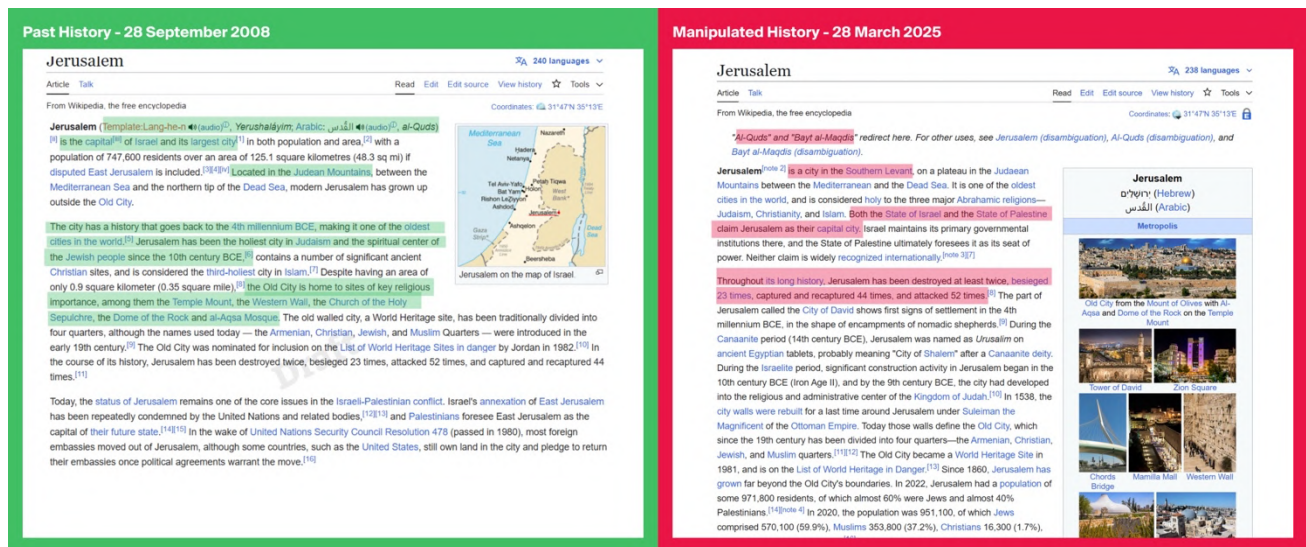 Past History - 28 September 2008
Jerusalem
240 languages
Article Talk
Read Edit Edit source View history Tools
From Wikipedia, the free encyclopedia
Coordinates: 31°47′N 35°13′E
Jerusalem (Template:Lang-he-n (audio)ⓘ, Yerushaláyim; Arabic: القُدس (audio)ⓘ, al-Quds)
[ii] is the capital[iii] of Israel and its largest city[1] in both population and area,[2] with a
population of 747,600 residents over an area of 125.1 square kilometres (48.3 sq mi) if
disputed East Jerusalem is included.[3][4][iv] Located in the Judean Mountains, between the
Mediterranean Sea and the northern tip of the Dead Sea, modern Jerusalem has grown up
outside the Old City.
Mediterranean
Sea
Nazareth
Hadera
Netanya
Tel Aviv-Yafo
Petah Tiqwa
Bat Yam
Holon
Rishon LeZiyyon
Ashdod
West
Bank*
Jerusalem
Ashqelon
Gaza
Strip*
Dead
Sea
Beersheba
Jerusalem on the map of Israel
The city has a history that goes back to the 4th millennium BCE, making it one of the oldest
cities in the world.[5] Jerusalem has been the holiest city in Judaism and the spiritual center of
the Jewish people since the 10th century BCE,[6] contains a number of significant ancient
Christian sites, and is considered the third-holiest city in Islam.[7] Despite having an area of
only 0.9 square kilometer (0.35 square mile),[8] the Old City is home to sites of key religious
importance, among them the Temple Mount, the Western Wall, the Church of the Holy
Sepulchre, the Dome of the Rock and al-Aqsa Mosque. The old walled city, a World Heritage site, has been traditionally divided into
four quarters, although the names used today — the Armenian, Christian, Jewish, and Muslim Quarters — were introduced in the
early 19th century.[9] The Old City was nominated for inclusion on the List of World Heritage Sites in danger by Jordan in 1982.[10] In
the course of its history, Jerusalem has been destroyed twice, besieged 23 times, attacked 52 times, and captured and recaptured 44
times.[11]
Today, the status of Jerusalem remains one of the core issues in the Israeli-Palestinian conflict. Israel's annexation of East Jerusalem
has been repeatedly condemned by the United Nations and related bodies,[12][13] and Palestinians foresee East Jerusalem as the
capital of their future state.[14][15] In the wake of United Nations Security Council Resolution 478 (passed in 1980), most foreign
embassies moved out of Jerusalem, although some countries, such as the United States, still own land in the city and pledge to return
their embassies once political agreements warrant the move.[16]
Manipulated History - 28 March 2025
Jerusalem
238 languages
Article Talk
Read Edit Edit source View history Tools
From Wikipedia, the free encyclopedia
Coordinates: 31°47′N 35°13′E
"Al-Quds" and "Bayt al-Maqdis" redirect here. For other uses, see Jerusalem (disambiguation), Al-Quds (disambiguation), and
Bayt al-Maqdis (disambiguation).
Jerusalem[note 2] is a city in the Southern Levant, on a plateau in the Judaean
Mountains between the Mediterranean and the Dead Sea. It is one of the oldest
cities in the world, and is considered holy to the three major Abrahamic religions—
Judaism, Christianity, and Islam. Both the State of Israel and the State of Palestine
claim Jerusalem as their capital city. Israel maintains its primary governmental
institutions there, and the State of Palestine ultimately foresees it as its seat of
power. Neither claim is widely recognized internationally.[note 3][7]
Throughout its long history, Jerusalem has been destroyed at least twice, besieged
23 times, captured and recaptured 44 times, and attacked 52 times.[8] The part of
Jerusalem called the City of David shows first signs of settlement in the 4th
millennium BCE, in the shape of encampments of nomadic shepherds.[9] During the
Canaanite period (14th century BCE), Jerusalem was named as Urusalim on
ancient Egyptian tablets, probably meaning "City of Shalem" after a Canaanite deity.
During the Israelite period, significant construction activity in Jerusalem began in the
10th century BCE (Iron Age II), and by the 9th century BCE, the city had developed
into the religious and administrative center of the Kingdom of Judah.[10] In 1538, the
city walls were rebuilt for a last time around Jerusalem under Suleiman the
Magnificent of the Ottoman Empire. Today those walls define the Old City, which
since the 19th century has been divided into four quarters—the Armenian, Christian,
Jewish, and Muslim quarters.[11][12] The Old City became a World Heritage Site in
1981, and is on the List of World Heritage in Danger.[13] Since 1860, Jerusalem has
grown far beyond the Old City's boundaries. In 2022, Jerusalem had a population of
some 971,800 residents, of which almost 60% were Jews and almost 40%
Palestinians.[14][note 4] In 2020, the population was 951,100, of which Jews
comprised 570,100 (59.9%), Muslims 353,800 (37.2%), Christians 16,300 (1.7%),
Jerusalem
ירושלים (Hebrew)
القُدس (Arabic)
Metropolis
Old City from the Mount of Olives with Al-
Aqsa and Dome of the Rock on the Temple
Mount
Tower of David Zion Square
Chords
Bridge
Mamilla Mall Western Wall